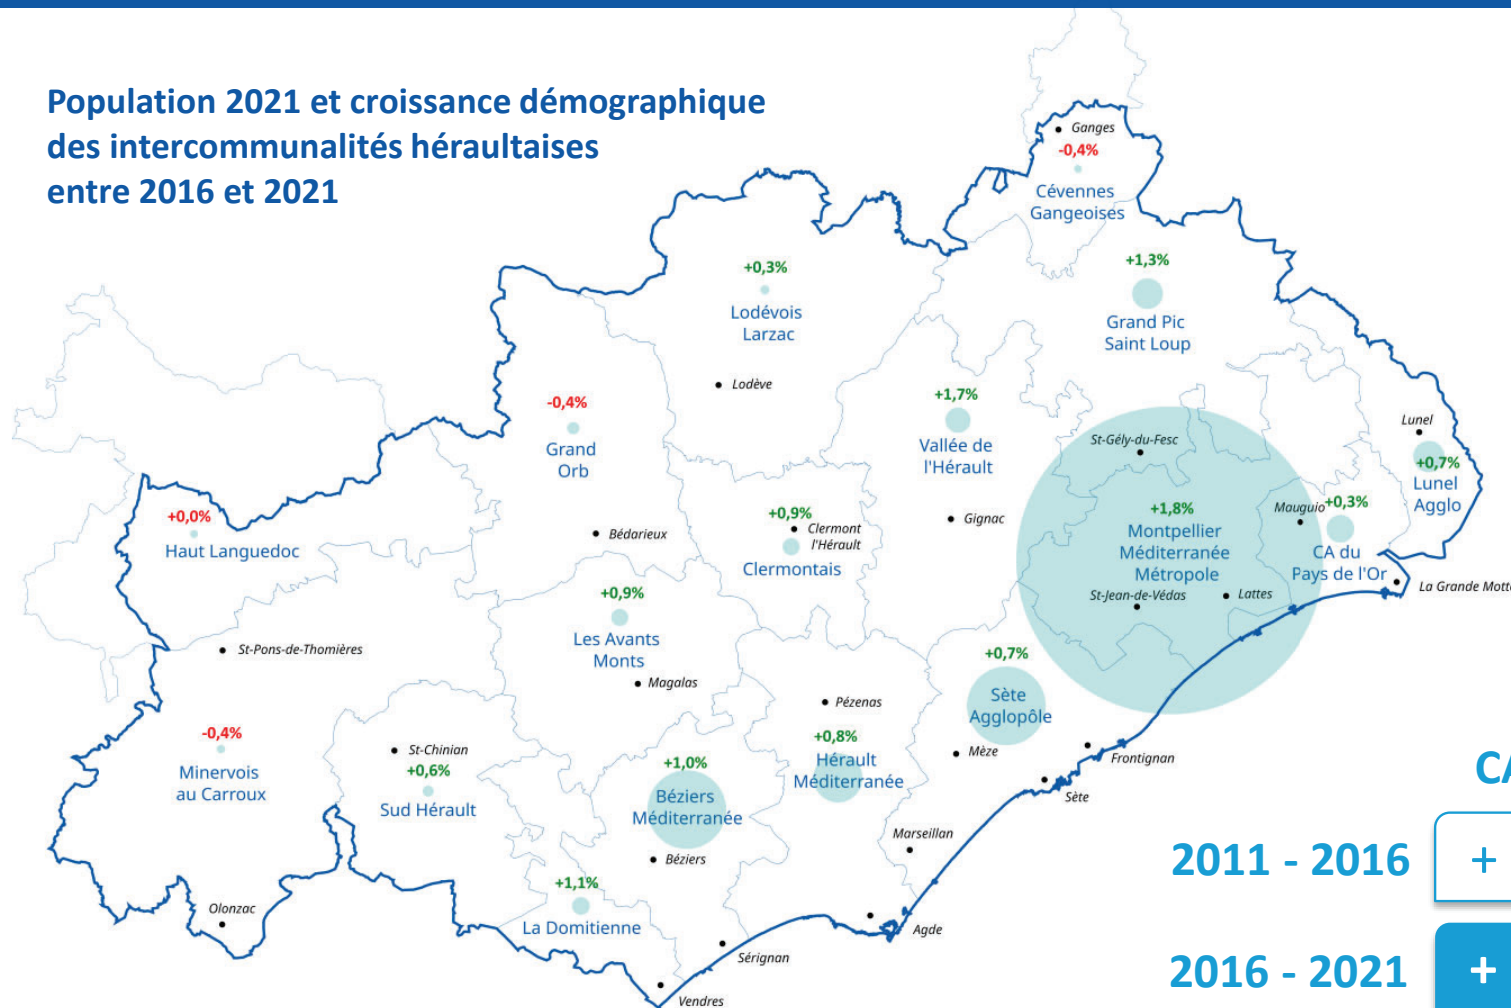 Population 2021 et croissance démographique
des intercommunalités héraultaises
entre 2016 et 2021
Ganges
-0,4%
Cévennes
Gangeoises
+1,3%
Grand Pic
Saint Loup
+0,3%
Lodévois
Larzac
Lodève
-0,4%
Grand
Orb
Bédarieux
+1,7%
Vallée de
l'Hérault
Gignac
St-Gély-du-Fesc
Lunel
+0,7%
Lunel
Agglo
+1,8%
Montpellier
Méditerranée
Métropole
St-Jean-de-Védas
Lattes
Mauguio
+0,3%
CA du
Pays de l'Or
La Grande Motte
+0,0%
Haut Languedoc
+0,9%
Clermont
l'Hérault
Clermontais
+0,9%
Les Avants
Monts
Magalas
St-Pons-de-Thomières
-0,4%
Minervois
au Carroux
St-Chinian
+0,6%
Sud Hérault
Pézenas
+0,8%
Hérault
Méditerranée
+0,7%
Sète
Agglopôle
Mèze
Frontignan
Sète
+1,0%
Béziers
Méditerranée
Béziers
Marseillan
+1,1%
La Domitienne
Olonzac
Agde
Sérignan
Vendres
CA
2011 - 2016
+
2016 - 2021
+